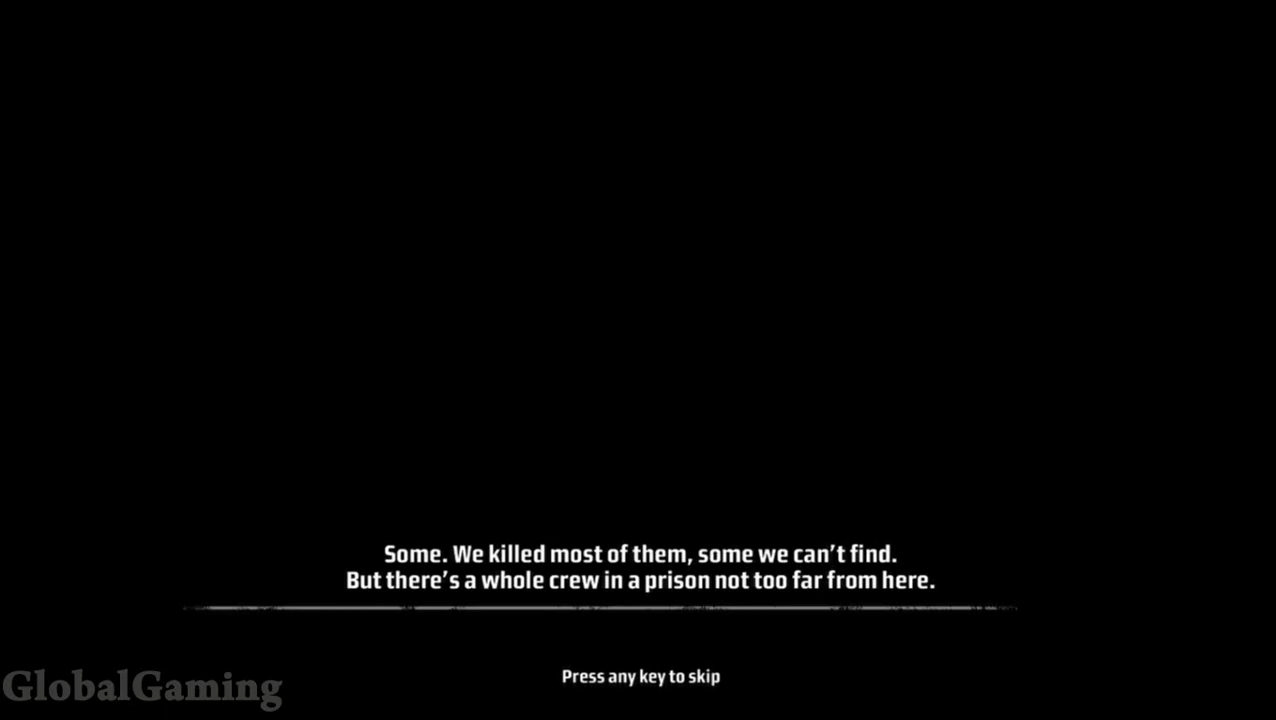 Some. We killed most of them, some we can't find.
But there's a whole crew in a prison not too far from here.
Press any key to skip
GlobalGaming